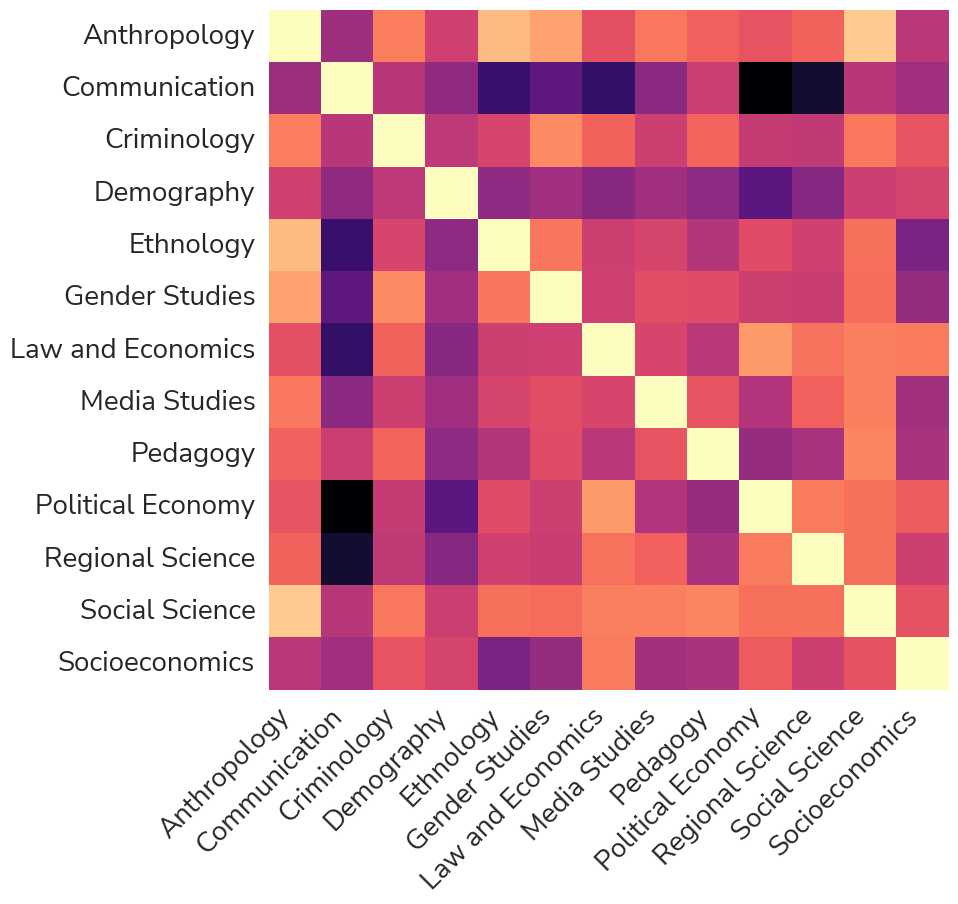 Anthropology
Communication
Criminology
Demography
Ethnology
Gender Studies
Law and Economics
Media Studies
Pedagogy
Political Economy
Regional Science
Social Science
Socioeconomics
Anthropology
Communication
Criminology
Demography
Ethnology
Gender Studies
Law and Economics
Media Studies
Pedagogy
Political Economy
Regional Science
Social Science
Socioeconomics